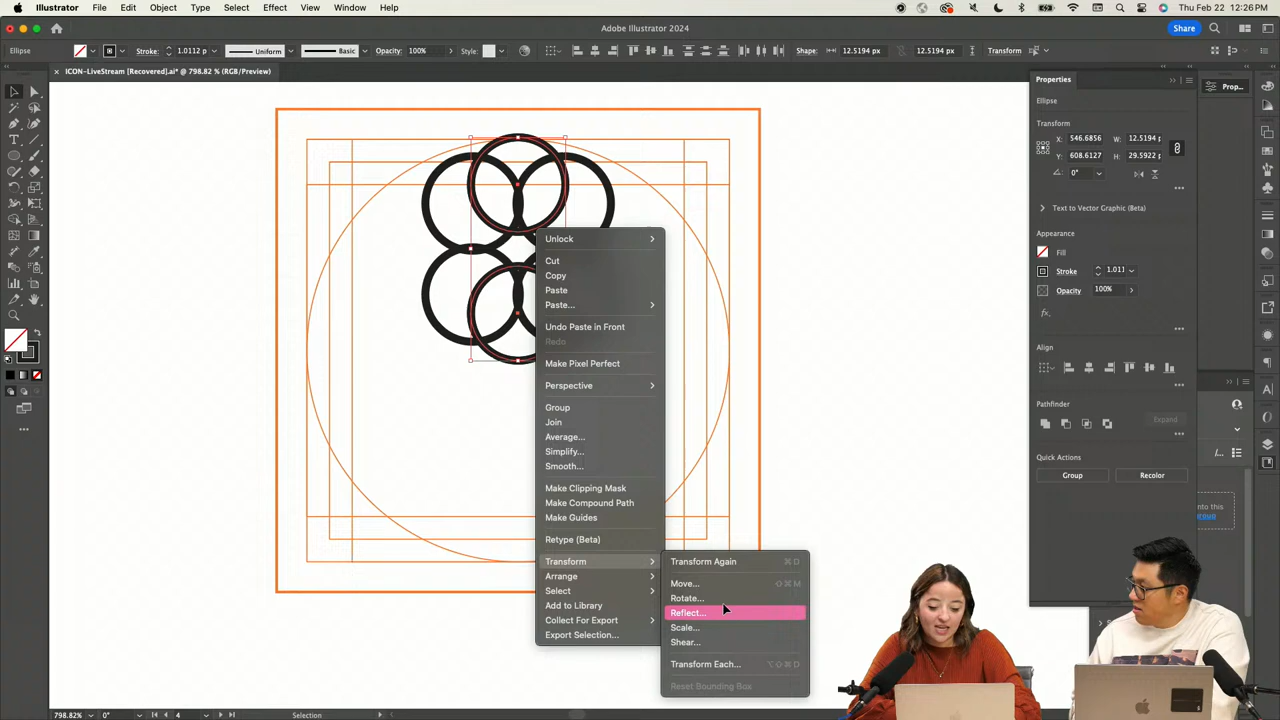 Illustrator File Edit Object Type Select Effect View Window Help
Tue Jan 30 12:26 PM
Adobe Illustrator 2024
Share
Ellipse Stroke: 1.0112 p Uniform Basic Opacity: 100% Style: Shape: 12.5194 px 12.5194 px Transform
× ICON-LiveStream [Recovered].ai* @ 798.82 % (RGB/Preview)
Properties
Prop...
Ellipse
Transform
X: 546.6856 W: 12.5194 p
Y: 608.6127 H: 29.5922 p
0°
Text to Vector Graphic (Beta)
Appearance
Fill
Stroke 1.011
Opacity 100%
fx.
Align
Pathfinder
Expand
Quick Actions
Group Recolor
nto this
group
Unlock
Cut
Copy
Paste
Paste...
Undo Paste in Front
Redo
Make Pixel Perfect
Perspective
Group
Join
Average...
Simplify...
Smooth...
Make Clipping Mask
Make Compound Path
Make Guides
Retype (Beta)
Transform
Arrange
Select
Add to Library
Collect For Export
Export Selection...
Transform Again ⌘D
Move... ⇧⌘M
Rotate...
Reflect...
Scale...
Shear...
Transform Each... ⌥⇧⌘D
Reset Bounding Box
798.82% 0° 4 Selection